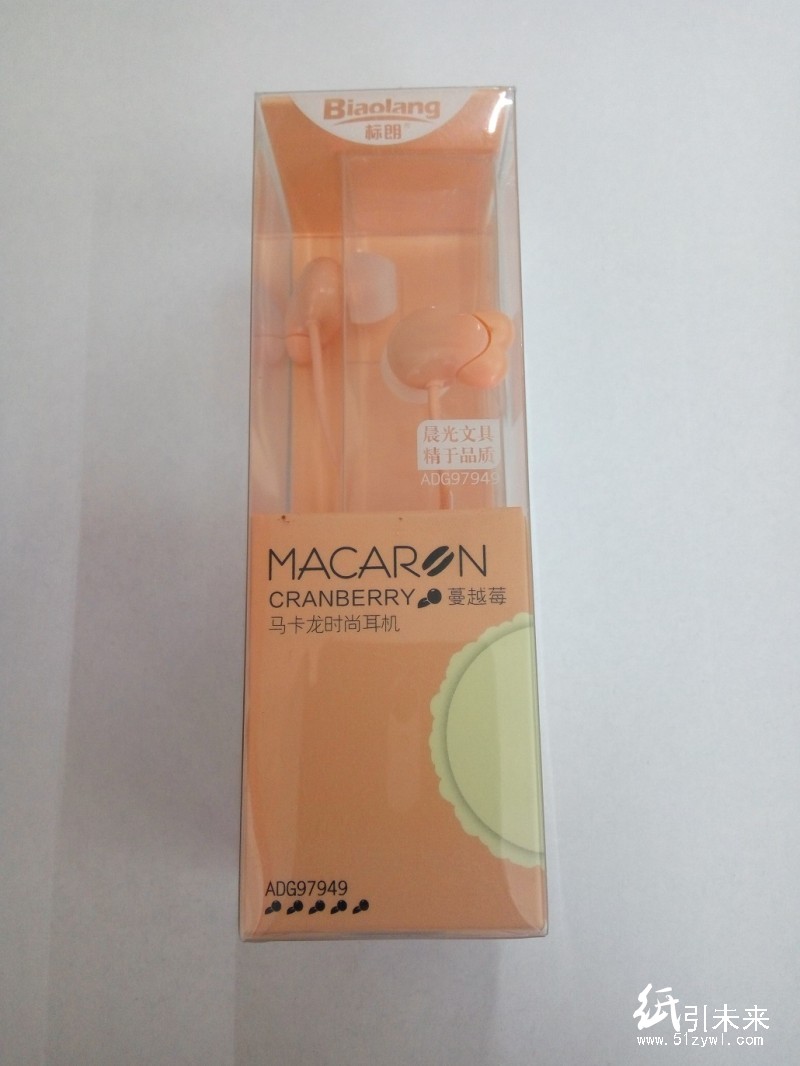 Biaolang
标朗®
晨光文具
精于品质
ADG97949
MACARON
CRANBERRY 蔓越莓
马卡龙时尚耳机
ADG97949
纸引未来
www.51zywl.com